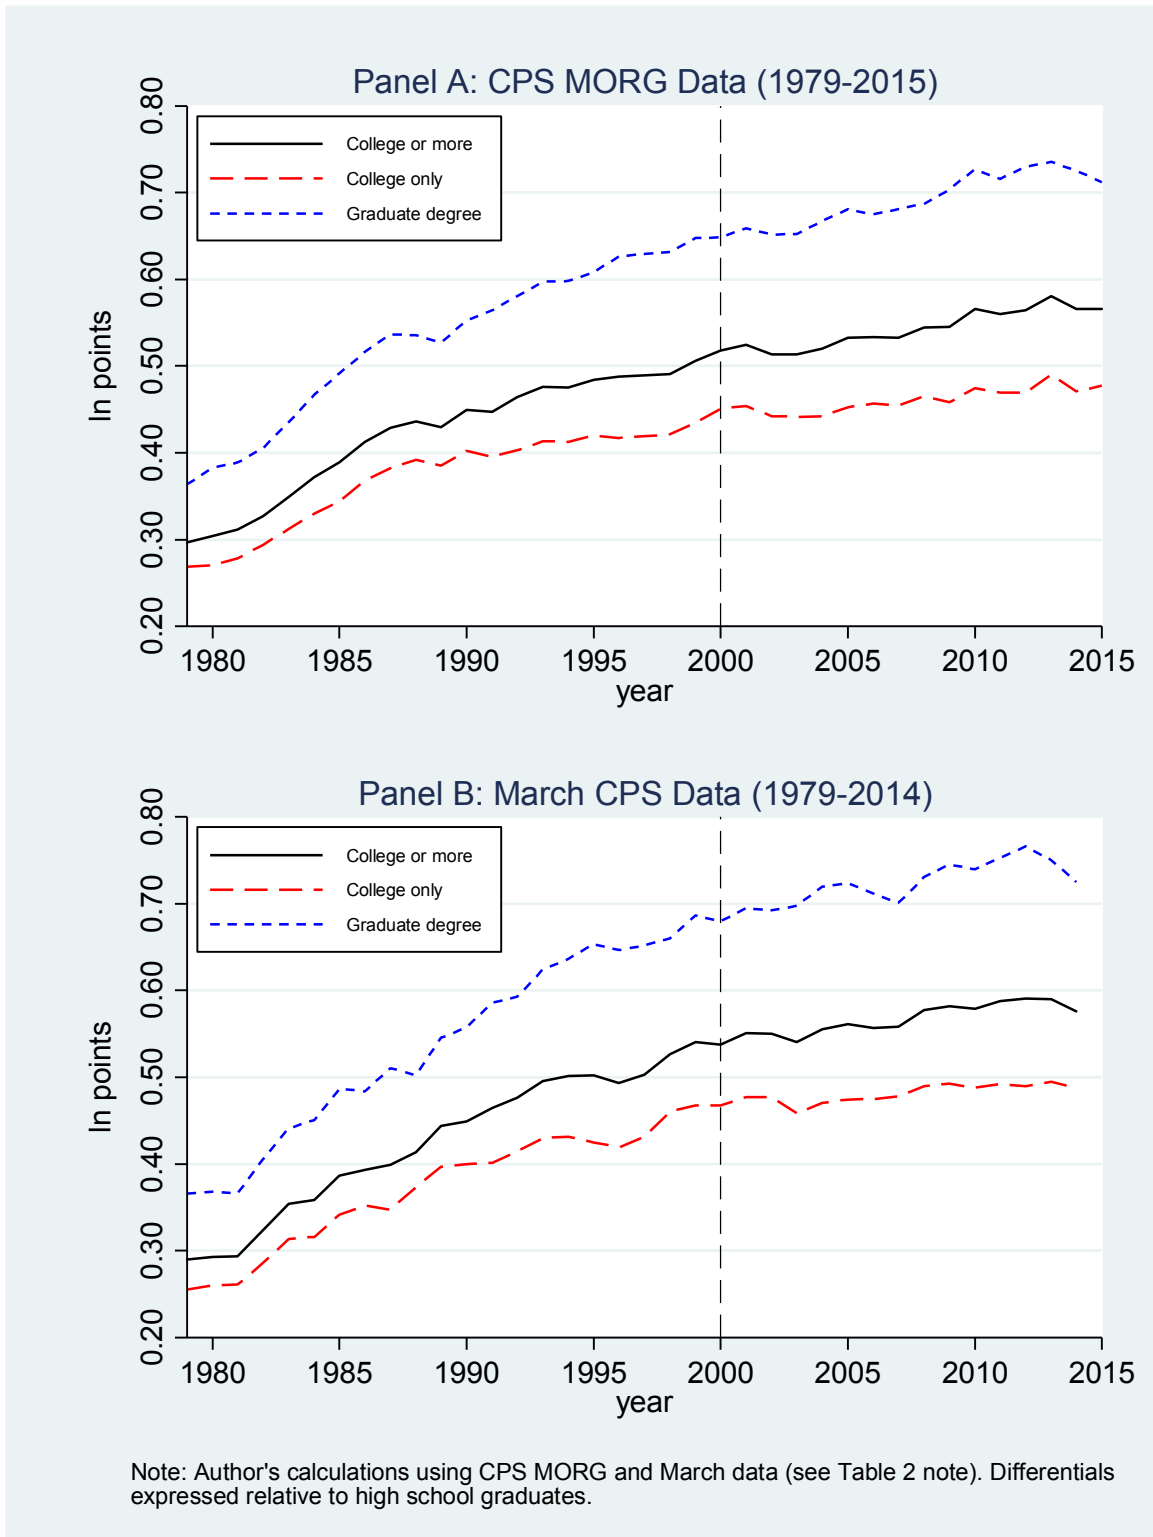 Panel A: CPS MORG Data (1979-2015)
0.80
0.70
0.60
0.50
0.40
0.30
0.20
ln points
College or more
College only
Graduate degree
1980 1985 1990 1995 2000 2005 2010 2015
year
Panel B: March CPS Data (1979-2014)
0.80
0.70
0.60
0.50
0.40
0.30
0.20
ln points
College or more
College only
Graduate degree
1980 1985 1990 1995 2000 2005 2010 2015
year
Note: Author's calculations using CPS MORG and March data (see Table 2 note). Differentials
expressed relative to high school graduates.